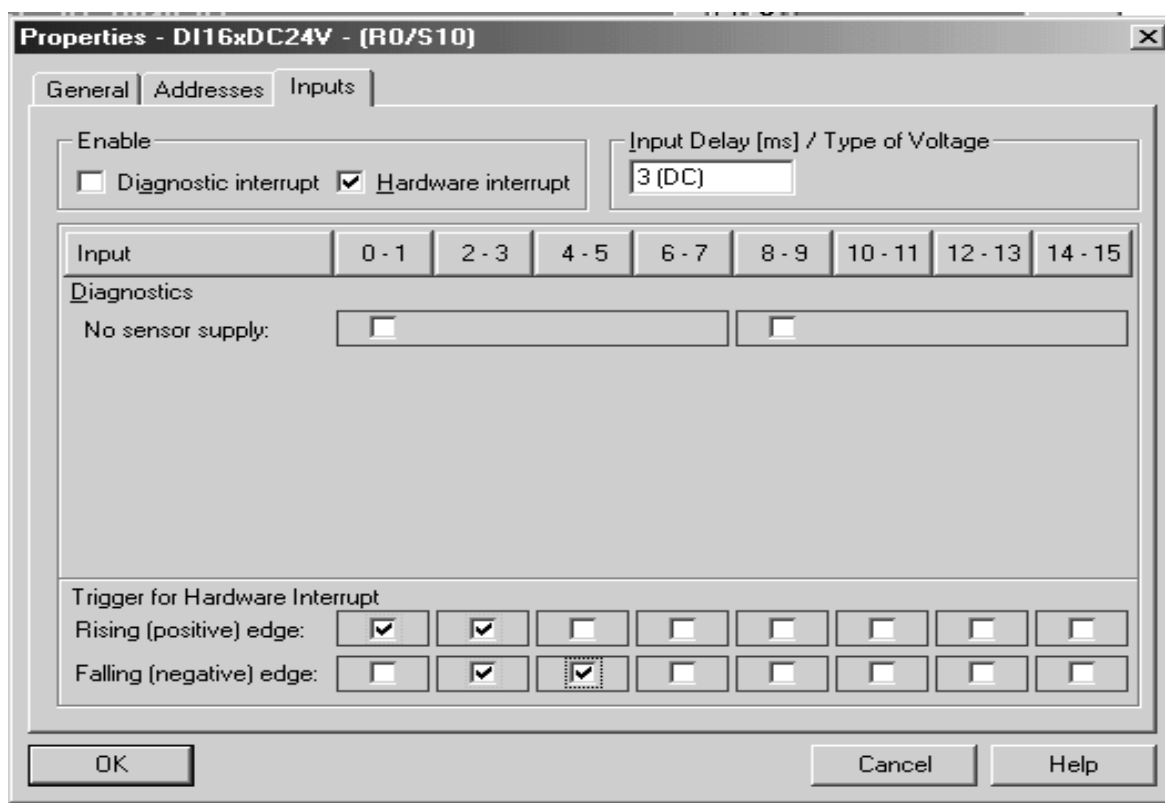 Properties - DI16xDC24V - (R0/S10)
General Addresses Inputs
Enable
Diagnostic interrupt Hardware interrupt
Input Delay [ms] / Type of Voltage
3 (DC)
Input 0 - 1 2 - 3 4 - 5 6 - 7 8 - 9 10 - 11 12 - 13 14 - 15
Diagnostics
No sensor supply:
Trigger for Hardware Interrupt
Rising (positive) edge:
Falling (negative) edge:
OK Cancel Help